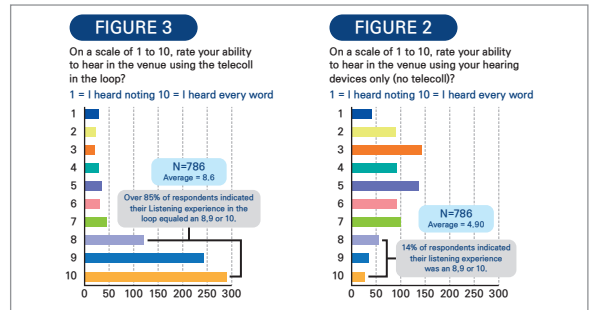 FIGURE 3
On a scale of 1 to 10, rate your ability
to hear in the venue using the telecoll
in the loop?
1 = I heard noting 10 = I heard every word
1
2
3
4
5
6
7
8
9
10
N=786
Average = 8.6
Over 85% of respondents indicated
their Listening experience in the
loop equaled an 8,9 or 10.
0 50 100 150 200 250 300
FIGURE 2
On a scale of 1 to 10, rate your ability
to hear in the venue using your hearing
devices only (no telecoll)?
1 = I heard noting 10 = I heard every word
1
2
3
4
5
6
7
8
9
10
N=786
Average = 4,90
14% of respondents indicated
their listening experience
was an 8,9 or 10.
0 50 100 150 200 250 300